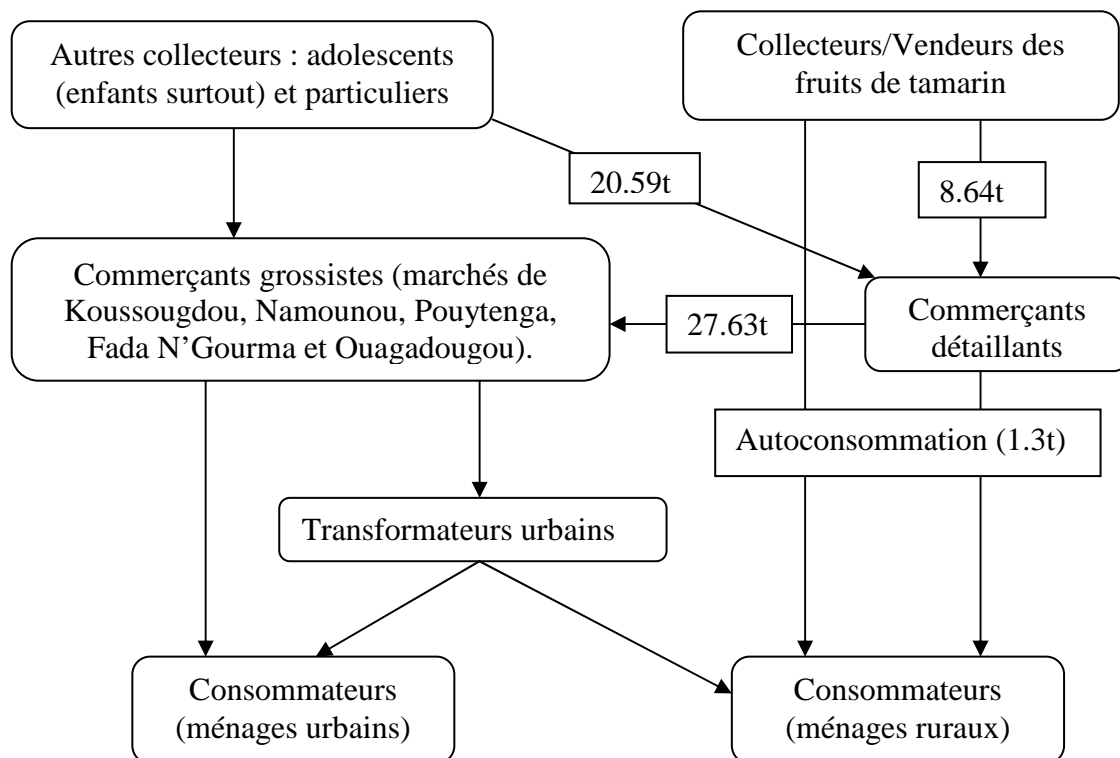 Autres collecteurs : adolescents
(enfants surtout) et particuliers
Collecteurs/Vendeurs des
fruits de tamarin
20.59t
8.64t
Commerçants grossistes (marchés de
Koussougdou, Namounou, Pouytenga,
Fada N’Gourma et Ouagadougou).
27.63t
Commerçants
détaillants
Autoconsommation (1.3t)
Transformateurs urbains
Consommateurs
(ménages urbains)
Consommateurs
(ménages ruraux)